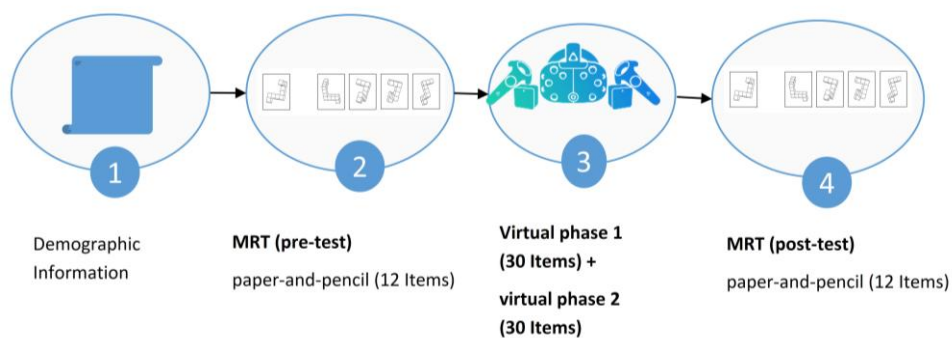 1
2
3
4
Demographic
Information
MRT (pre-test)
paper-and-pencil (12 Items)
Virtual phase 1
(30 Items) +
virtual phase 2
(30 Items)
MRT (post-test)
paper-and-pencil (12 Items)